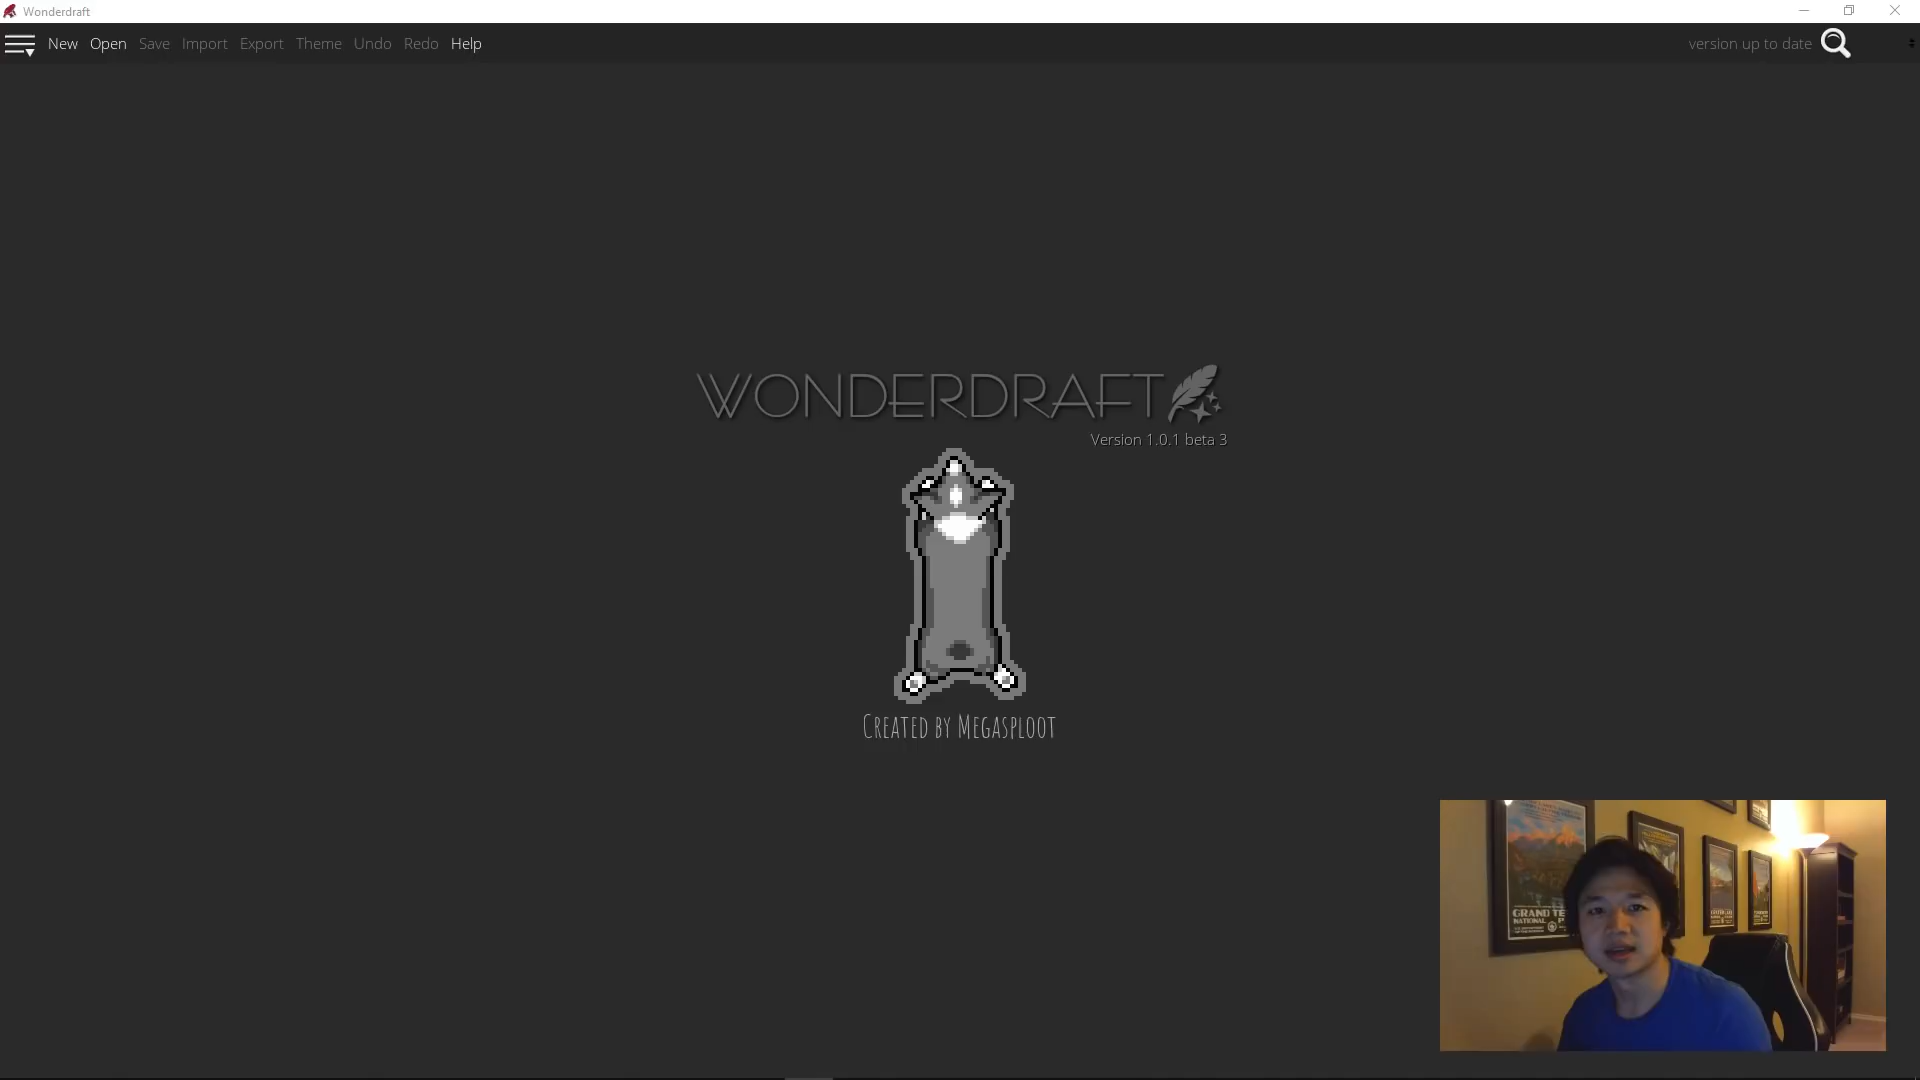 Wonderdraft
New Open Save Import Export Theme Undo Redo Help
version up to date
WONDERDRAFT
Version 1.0.1 beta 3
CREATED BY MEGASPLOOT
GRAND TE
NATIONAL P